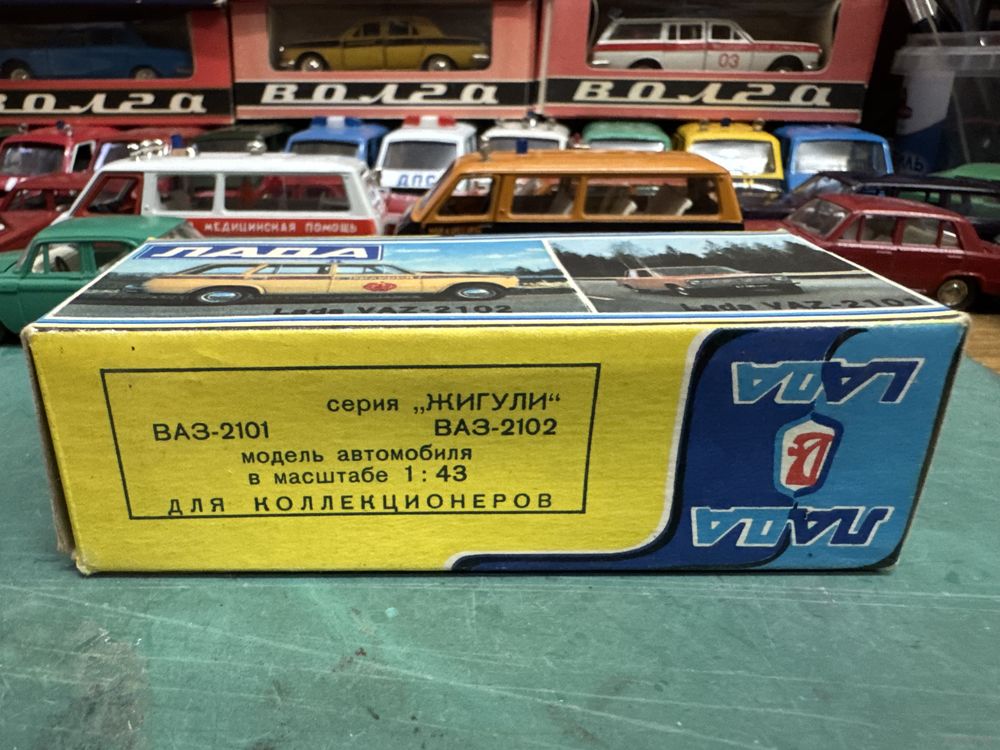 ВОЛГА
ВОЛГА
ВОЛГА
03
ДПС
МЕДИЦИНСКАЯ ПОМОЩЬ
ЛАДА
Lada VAZ-2102
Lada VAZ-2101
серия „ЖИГУЛИ“
ВАЗ-2101 ВАЗ-2102
модель автомобиля
в масштабе 1:43
ДЛЯ КОЛЛЕКЦИОНЕРОВ
LADA
ЛАДА